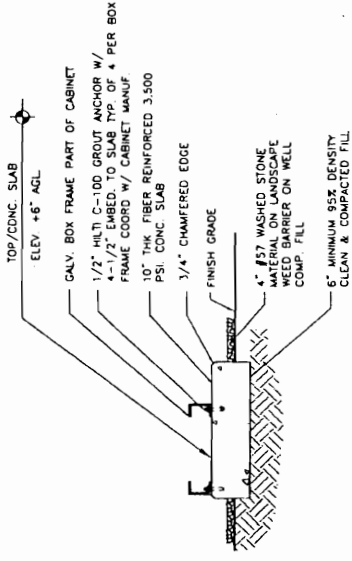 TOP/CONC. SLAB
ELEV. +6" AGL.
GALV. BOX FRAME PART OF CABINET
1/2" HILTI C-100 GROUT ANCHOR W/
4-1/2" EMBED. TO SLAB TYP. OF 4 PER BOX
FRAME COORD W/ CABINET MANUF.
10" THK FIBER REINFORCED 3,500
PSI. CONC. SLAB
3/4" CHAMFERED EDGE
FINISH GRADE
4" #57 WASHED STONE
MATERIAL ON LANDSCAPE
WEED BARRIER ON WELL
COMP. FILL
6" MINIMUM 95% DENSITY
CLEAN & COMPACTED FILL